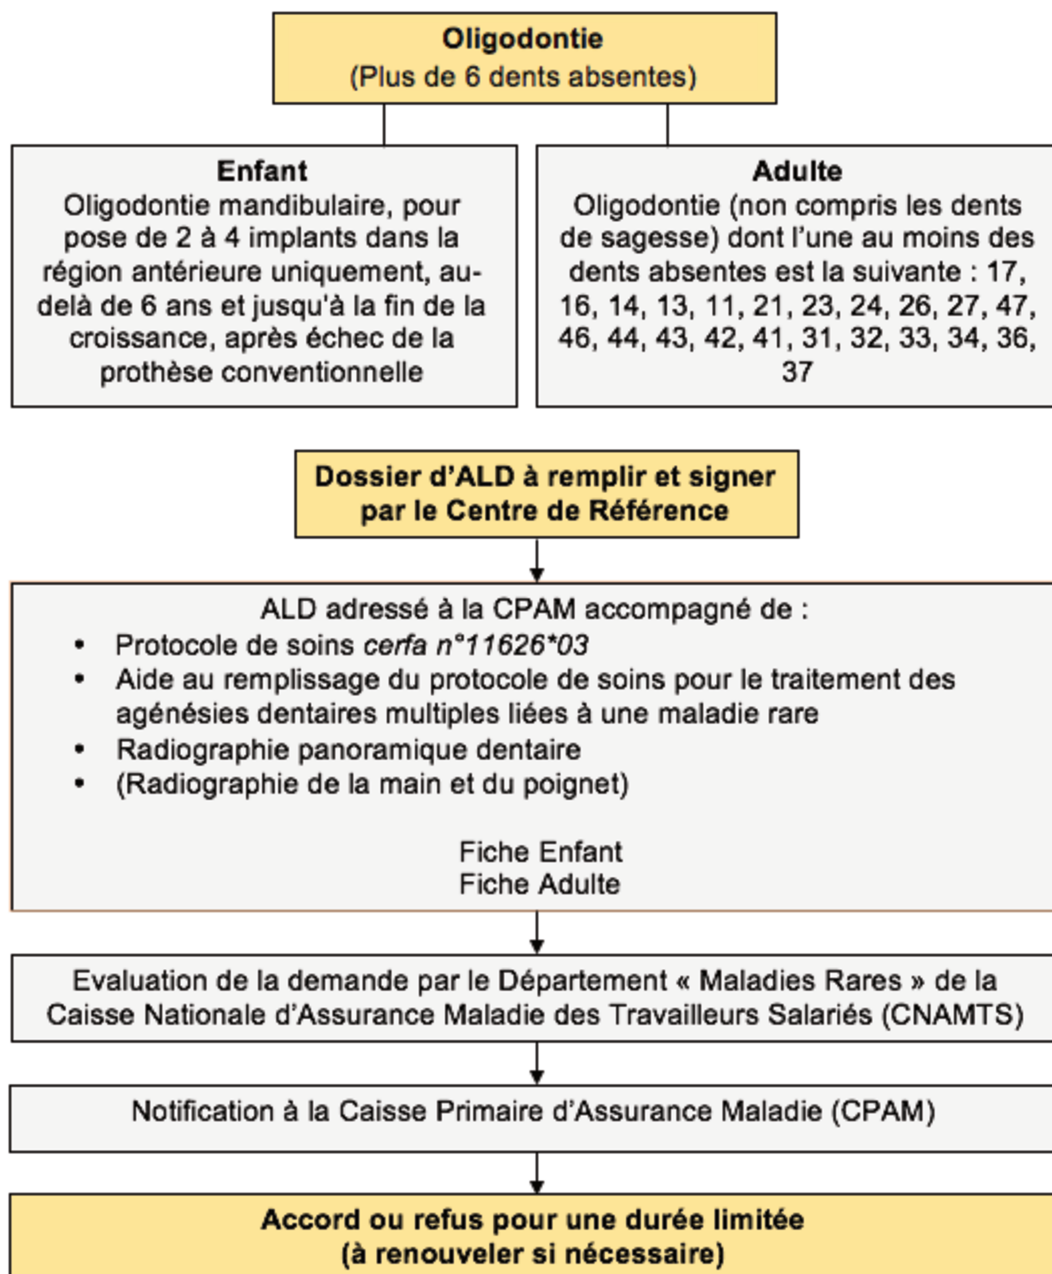 Oligodontie
(Plus de 6 dents absentes)
Enfant
Oligodontie mandibulaire, pour
pose de 2 à 4 implants dans la
région antérieure uniquement, au-
delà de 6 ans et jusqu'à la fin de la
croissance, après échec de la
prothèse conventionnelle
Adulte
Oligodontie (non compris les dents
de sagesse) dont l'une au moins des
dents absentes est la suivante : 17,
16, 14, 13, 11, 21, 23, 24, 26, 27, 47,
46, 44, 43, 42, 41, 31, 32, 33, 34, 36,
37
Dossier d'ALD à remplir et signer
par le Centre de Référence
ALD adressé à la CPAM accompagné de :
• Protocole de soins cerfa n°11626*03
• Aide au remplissage du protocole de soins pour le traitement des
agénésies dentaires multiples liées à une maladie rare
• Radiographie panoramique dentaire
• (Radiographie de la main et du poignet)
Fiche Enfant
Fiche Adulte
Evaluation de la demande par le Département « Maladies Rares » de la
Caisse Nationale d'Assurance Maladie des Travailleurs Salariés (CNAMTS)
Notification à la Caisse Primaire d'Assurance Maladie (CPAM)
Accord ou refus pour une durée limitée
(à renouveler si nécessaire)